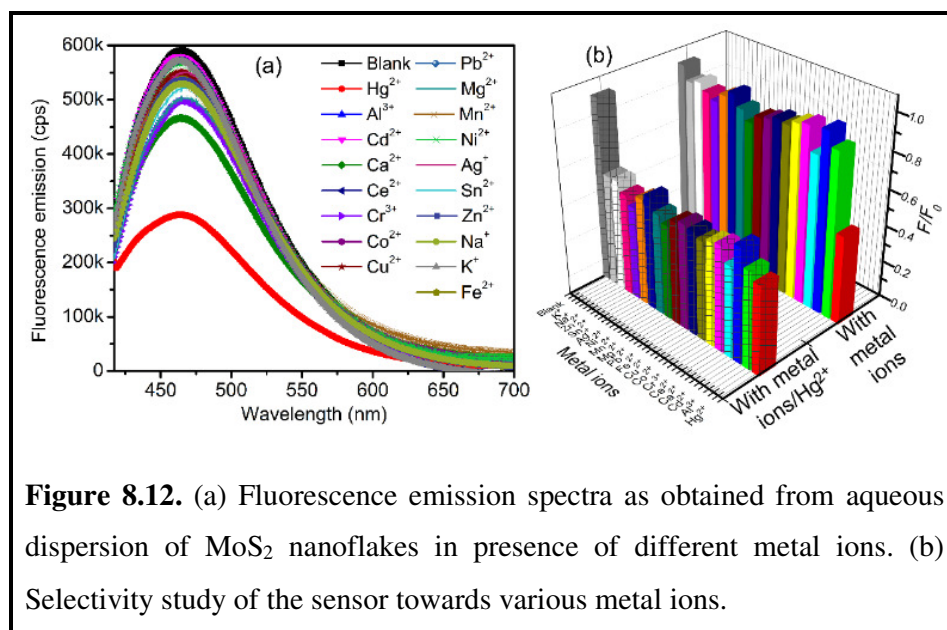 600k
500k
400k
300k
200k
100k
0
Fluorescence emission (cps)
450 500 550 600 650 700
Wavelength (nm)
(a)
Blank
Hg²⁺
Al³⁺
Cd²⁺
Ca²⁺
Ce²⁺
Cr³⁺
Co²⁺
Cu²⁺
Pb²⁺
Mg²⁺
Mn²⁺
Ni²⁺
Ag⁺
Sn²⁺
Zn²⁺
Na⁺
K⁺
Fe²⁺
(b)
1.0
0.8
0.6
0.4
0.2
0.0
F/F₀
Metal ions
Hg²⁺
With metal
ions/Hg²⁺
With
metal
ions
Figure 8.12. (a) Fluorescence emission spectra as obtained from aqueous
dispersion of MoS₂ nanoflakes in presence of different metal ions. (b)
Selectivity study of the sensor towards various metal ions.